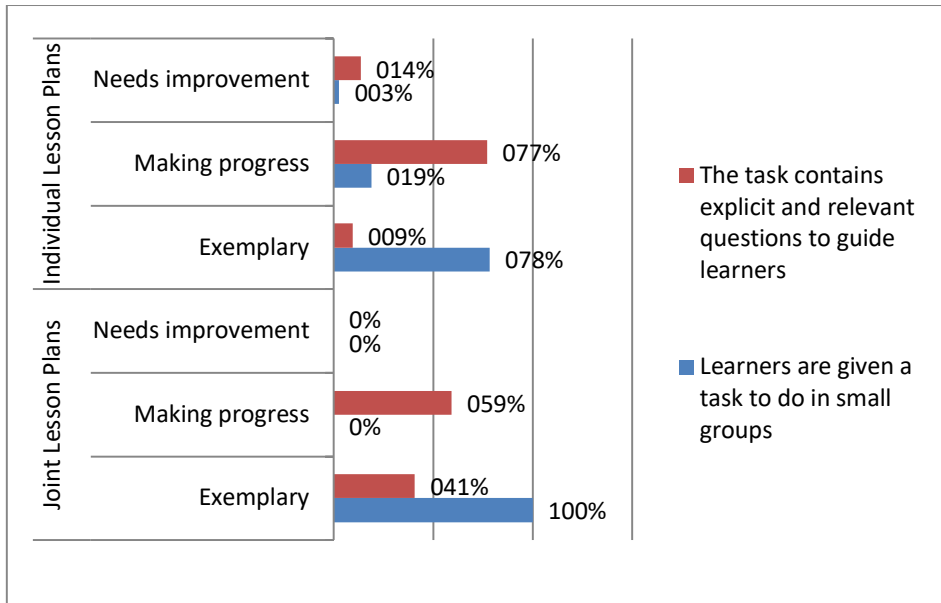 Individual Lesson Plans
Needs improvement
014%
003%
Making progress
077%
019%
Exemplary
009%
078%
Joint Lesson Plans
Needs improvement
0%
0%
Making progress
059%
0%
Exemplary
041%
100%
The task contains
explicit and relevant
questions to guide
learners
Learners are given a
task to do in small
groups